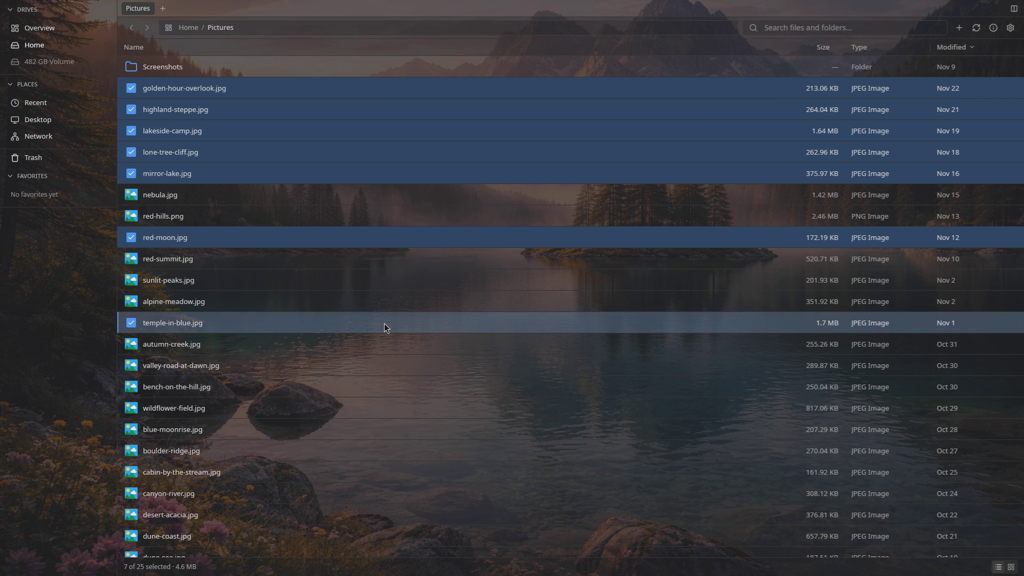 DRIVES
Overview
Home
482 GB Volume
PLACES
Recent
Desktop
Network
Trash
FAVORITES
No favorites yet
Pictures
Home / Pictures
Search files and folders...
Name Size Type Modified
Screenshots — Folder Nov 9
golden-hour-overlook.jpg 213.06 KB JPEG Image Nov 22
highland-steppe.jpg 264.04 KB JPEG Image Nov 21
lakeside-camp.jpg 1.64 MB JPEG Image Nov 19
lone-tree-cliff.jpg 262.96 KB JPEG Image Nov 18
mirror-lake.jpg 375.97 KB JPEG Image Nov 16
nebula.jpg 1.42 MB JPEG Image Nov 15
red-hills.png 2.46 MB PNG Image Nov 13
red-moon.jpg 172.19 KB JPEG Image Nov 12
red-summit.jpg 520.71 KB JPEG Image Nov 10
sunlit-peaks.jpg 201.93 KB JPEG Image Nov 2
alpine-meadow.jpg 351.92 KB JPEG Image Nov 2
temple-in-blue.jpg 1.7 MB JPEG Image Nov 1
autumn-creek.jpg 255.26 KB JPEG Image Oct 31
valley-road-at-dawn.jpg 289.87 KB JPEG Image Oct 30
bench-on-the-hill.jpg 250.04 KB JPEG Image Oct 30
wildflower-field.jpg 817.06 KB JPEG Image Oct 29
blue-moonrise.jpg 207.29 KB JPEG Image Oct 28
boulder-ridge.jpg 270.04 KB JPEG Image Oct 27
cabin-by-the-stream.jpg 161.92 KB JPEG Image Oct 25
canyon-river.jpg 308.12 KB JPEG Image Oct 24
desert-acacia.jpg 376.81 KB JPEG Image Oct 22
dune-coast.jpg 657.79 KB JPEG Image Oct 21
7 of 25 selected · 4.6 MB